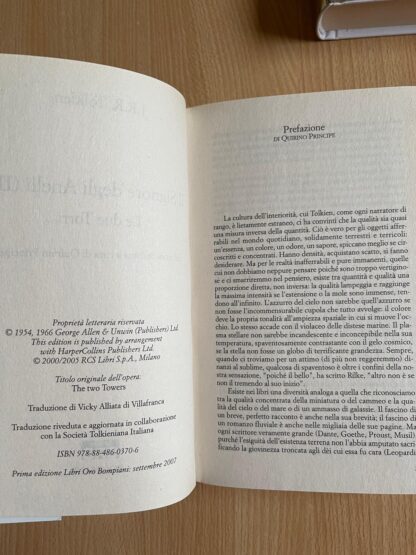 Proprietà letteraria riservata
© 1954, 1966 George Allen & Unwin (Publishers) Ltd.
This edition is published by arrangement
with HarperCollins Publishers Ltd.
© 2000/2005 RCS Libri S.p.A., Milano
Titolo originale dell'opera:
The two Towers
Traduzione di Vicky Alliata di Villafranca
Traduzione riveduta e aggiornata in collaborazione
con la Società Tolkieniana Italiana
ISBN 978-88-486-0370-6
Prima edizione Libri Oro Bompiani: settembre 2007
Prefazione
DI QUIRINO PRINCIPE
La cultura dell'interiorità, cui Tolkien, come ogni narratore di
rango, è lietamente estraneo, ci ha convinti che la qualità sia quasi
una misura inversa della quantità. Ciò è vero per gli oggetti affer-
rabili nel mondo quotidiano, solidamente terrestri e terricoli:
un'essenza, un colore, un odore, un sapore, spiccano meglio se cir-
coscritti e concentrati. Hanno densità, acquistano scatto, si fanno
desiderare. Ma per le realtà inafferrabili e pure immanenti, quelle
cui non dobbiamo neppure pensare poiché sono troppo vertigino-
se e ci miniaturizzerebbero, tra quantità e qualità esiste una
proporzione diretta, non inversa: la qualità lampeggia e raggiunge
la massima intensità se l'estensione o la mole sono immense, ten-
denti all'infinito. L'azzurro del cielo non sarebbe quell'azzurro se
non fosse l'incommensurabile cupola che tutto avvolge: il colore
deve la propria tonalità all'ampiezza spaziale in cui si muove l'oc-
chio. Lo stesso accade con il violaceo delle distese marine. Il pla-
sma stellare non sarebbe incandescente e inconcepibile nella sua
temperatura, spaventosamente contrastante con il gelo cosmico,
se la stella non fosse un globo di terrificante grandezza. Sempre,
quando ci troviamo per un attimo (di più non reggeremmo) di-
nanzi al sublime, qualcosa di spaventoso è oltre i confini della no-
stra sensazione, "poiché il bello", ha scritto Rilke, "altro non è se
non il tremendo al suo inizio".
Esiste nei libri una diversità analoga a quella che riconosciamo
tra la qualità concentrata della miniatura o del cammeo e la quan-
tità del cielo o del mare o di un ammasso di galassie. Il fascino di
un breve, perfetto racconto è anche nella sua brevità; il fascino di
un romanzo fluviale è anche nelle migliaia delle sue pagine. Ma
ogni scrittore veramente grande (Dante, Goethe, Proust, Musil)
purché l'esiguità dell'esistenza terrena non l'abbia amputato sacri-
ficando la giovinezza troncata agli dèi cui essa fu cara (Leopardi